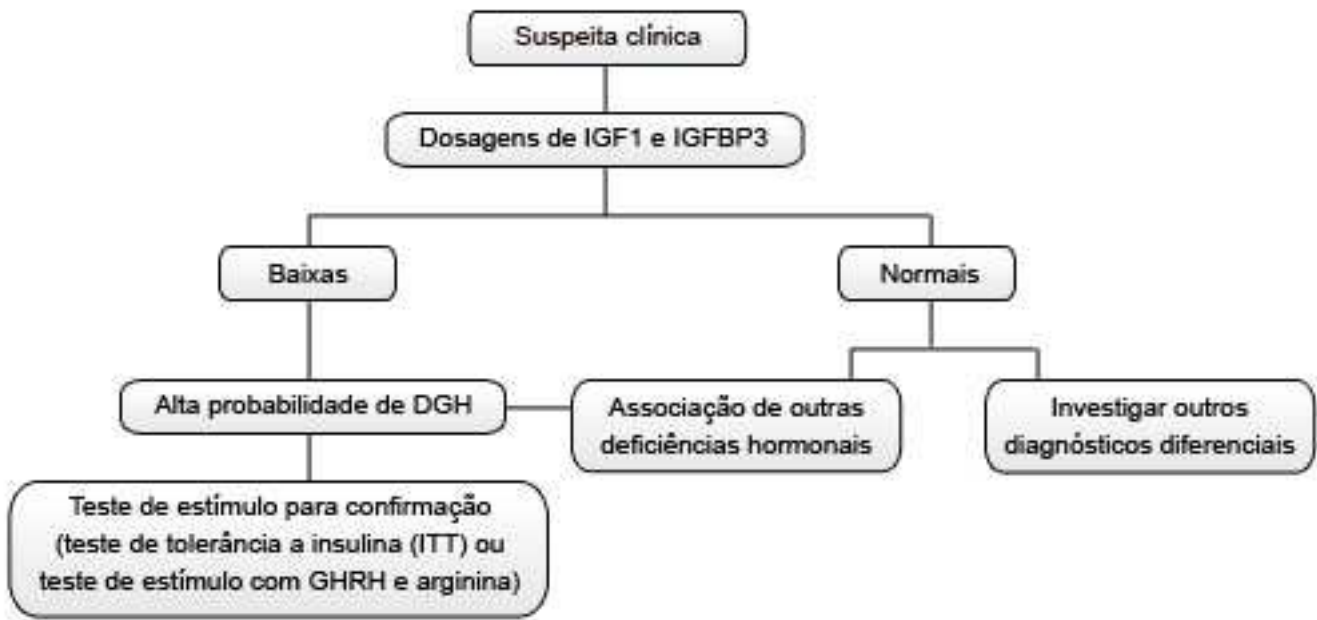 Suspeita clínica
Dosagens de IGF1 e IGFBP3
Baixas
Normais
Alta probabilidade de DGH
Associação de outras
deficiências hormonais
Investigar outros
diagnósticos diferenciais
Teste de estímulo para confirmação
(teste de tolerância a insulina (ITT) ou
teste de estímulo com GHRH e arginina)